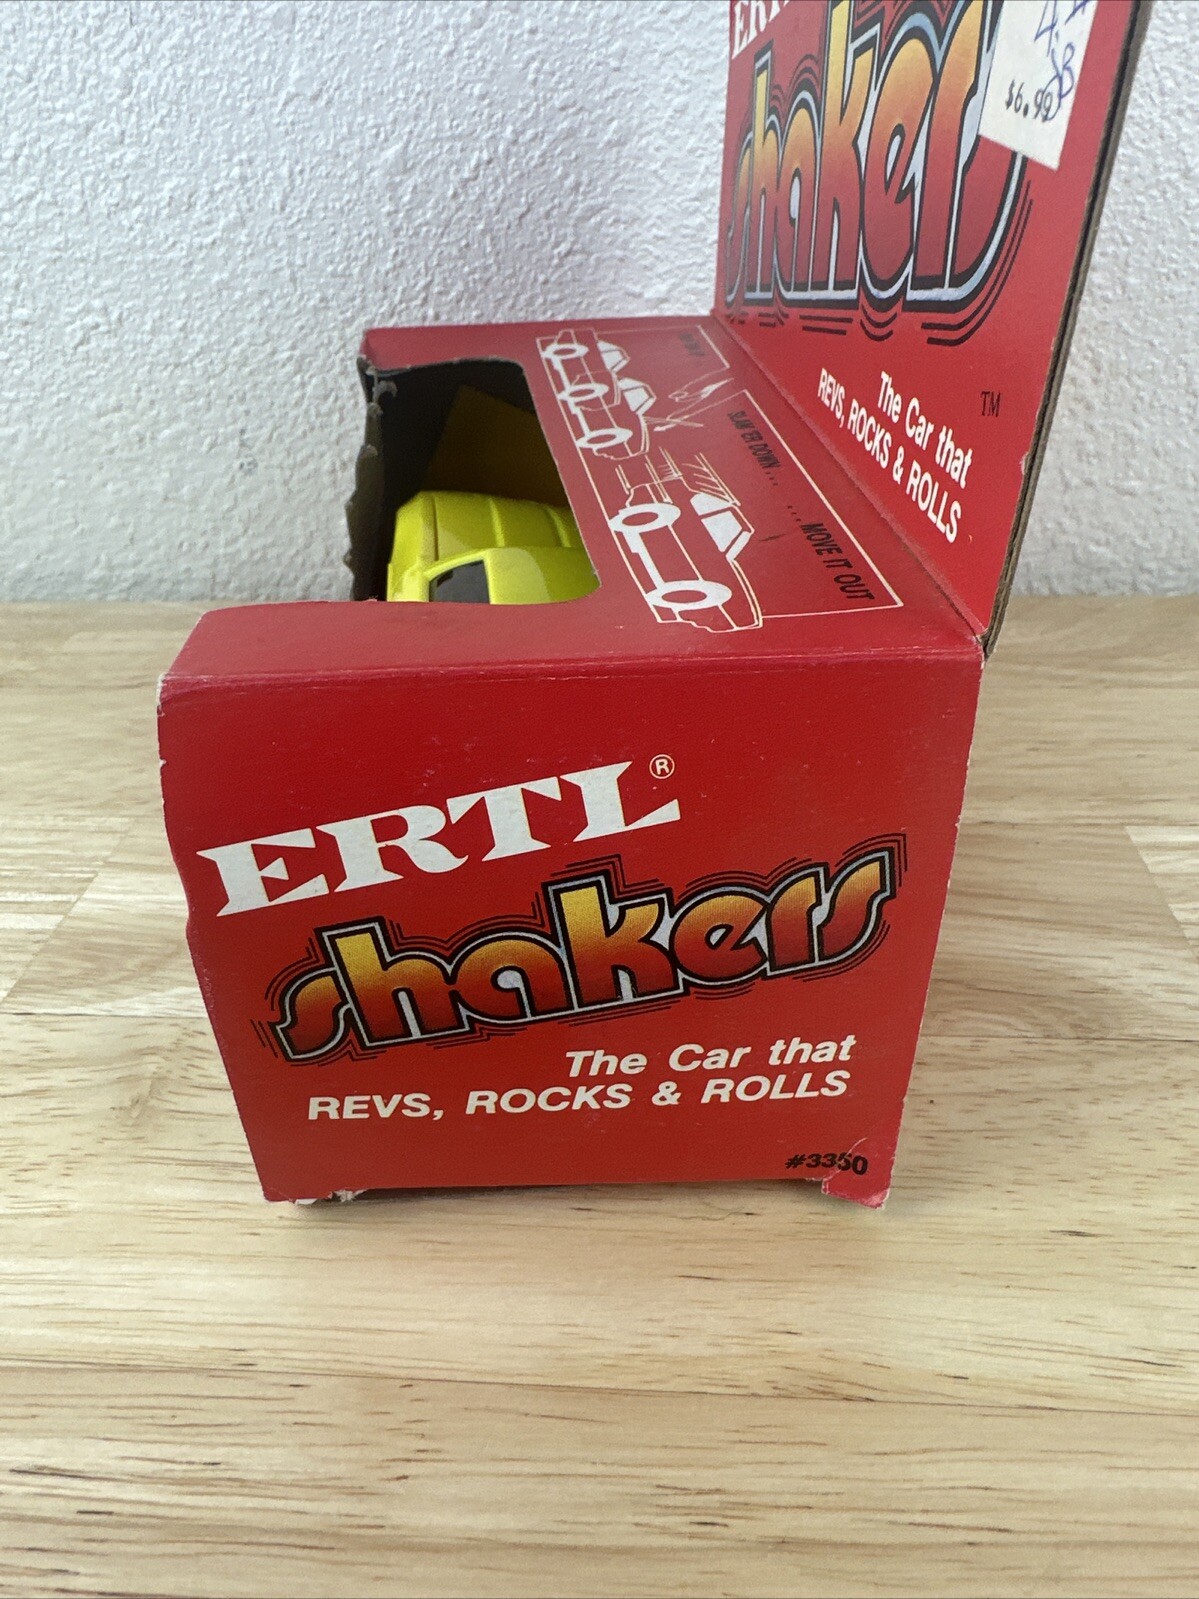 shakers
$6.99
The Car that
REVS, ROCKS & ROLLS
TM
SLAM 'ER DOWN...
...MOVE IT OUT
ERTL®
shakers
The Car that
REVS, ROCKS & ROLLS
#3350